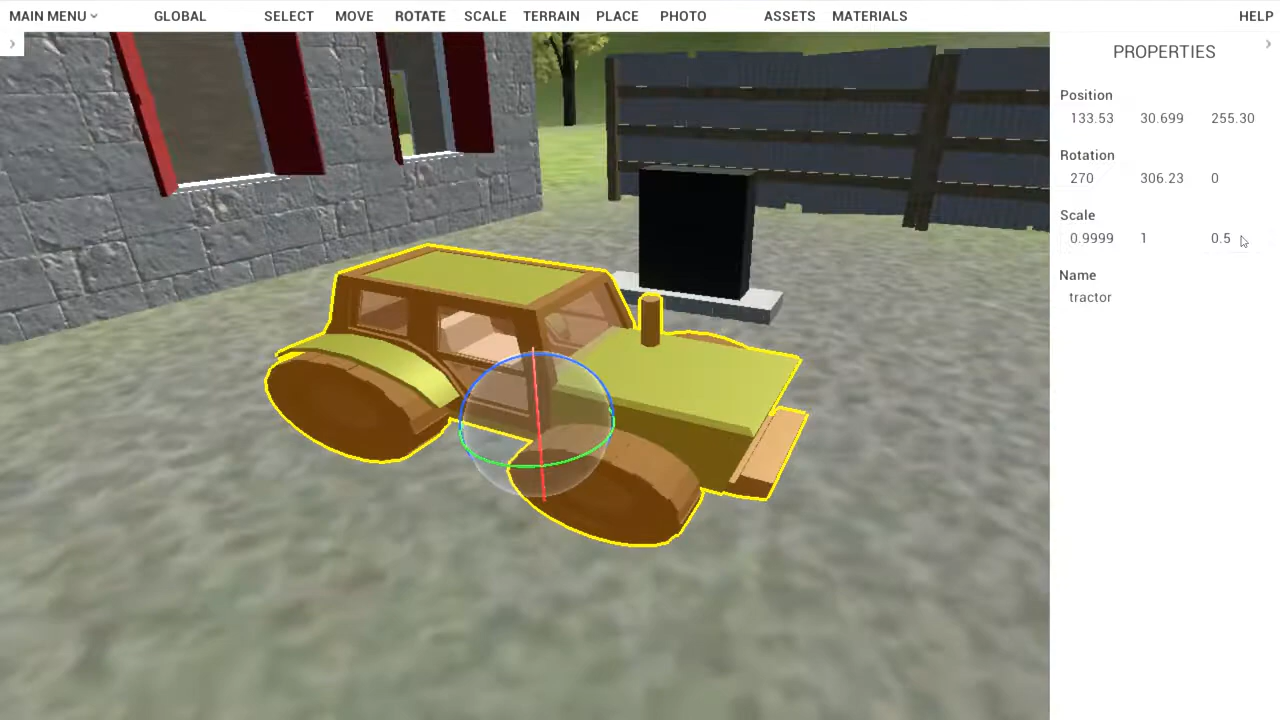 MAIN MENU GLOBAL SELECT MOVE ROTATE SCALE TERRAIN PLACE PHOTO ASSETS MATERIALS HELP
PROPERTIES
Position
133.53 30.699 255.30
Rotation
270 306.23 0
Scale
0.9999 1 0.5
Name
tractor